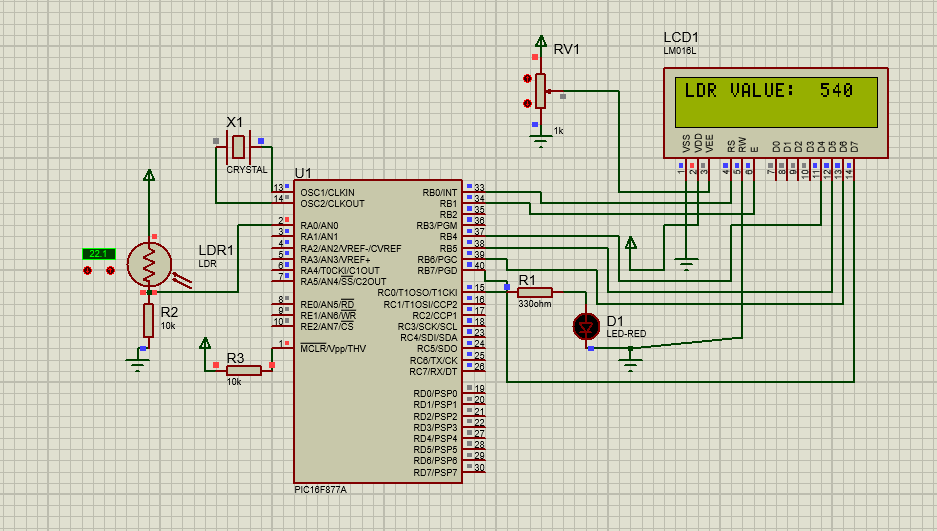 RV1
1k
LCD1
LM016L
LDR VALUE:  540
VSS
VDD
VEE
RS
RW
E
D0
D1
D2
D3
D4
D5
D6
D7
1
2
3
4
5
6
7
8
9
10
11
12
13
14
X1
CRYSTAL
U1
13 OSC1/CLKIN
14 OSC2/CLKOUT
2 RA0/AN0
3 RA1/AN1
4 RA2/AN2/VREF-/CVREF
5 RA3/AN3/VREF+
6 RA4/T0CKI/C1OUT
7 RA5/AN4/SS/C2OUT
8 RE0/AN5/RD
9 RE1/AN6/WR
10 RE2/AN7/CS
1 MCLR/Vpp/THV
RB0/INT 33
RB1 34
RB2 35
RB3/PGM 36
RB4 37
RB5 38
RB6/PGC 39
RB7/PGD 40
RC0/T1OSO/T1CKI 15
RC1/T1OSI/CCP2 16
RC2/CCP1 17
RC3/SCK/SCL 18
RC4/SDI/SDA 23
RC5/SDO 24
RC6/TX/CK 25
RC7/RX/DT 26
RD0/PSP0 19
RD1/PSP1 20
RD2/PSP2 21
RD3/PSP3 22
RD4/PSP4 27
RD5/PSP5 28
RD6/PSP6 29
RD7/PSP7 30
PIC16F877A
22.1
LDR1
LDR
R2
10k
R3
10k
R1
330ohm
D1
LED-RED